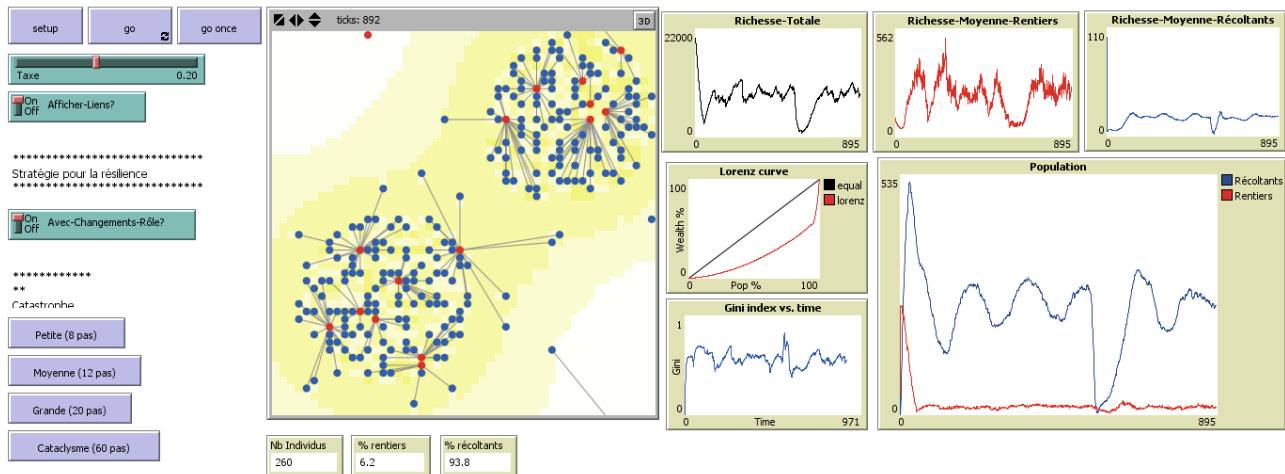 setup
go
go once
Taxe 0.20
On
Off
Afficher-Liens?
****************************
Stratégie pour la résilience
****************************
On
Off
Avec-Changements-Rôle?
************
**
Catastrophe
Petite (8 pas)
Moyenne (12 pas)
Grande (20 pas)
Cataclysme (60 pas)
ticks: 892
3D
Nb Individus
260
% rentiers
6.2
% récoltants
93.8
Richesse-Totale
22000
0
0 895
Richesse-Moyenne-Rentiers
562
0
0 895
Richesse-Moyenne-Récoltants
110
0
0 895
Lorenz curve
100
Wealth %
0
0 Pop % 100
equal
lorenz
Gini index vs. time
1
Gini
0
0 Time 971
Population
535
0
0 895
Récoltants
Rentiers